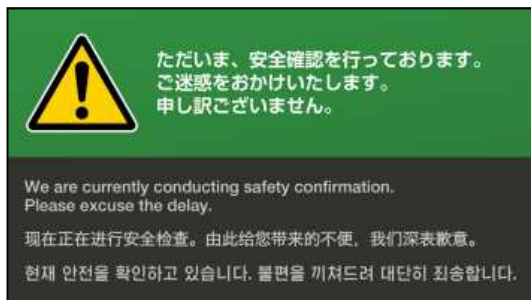 ただいま、安全確認を行っております。
ご迷惑をおかけいたします。
申し訳ございません。
We are currently conducting safety confirmation.
Please excuse the delay.
现在正在进行安全检查。由此给您带来的不便，我们深表歉意。
현재 안전을 확인하고 있습니다. 불편을 끼쳐드려 대단히 죄송합니다.